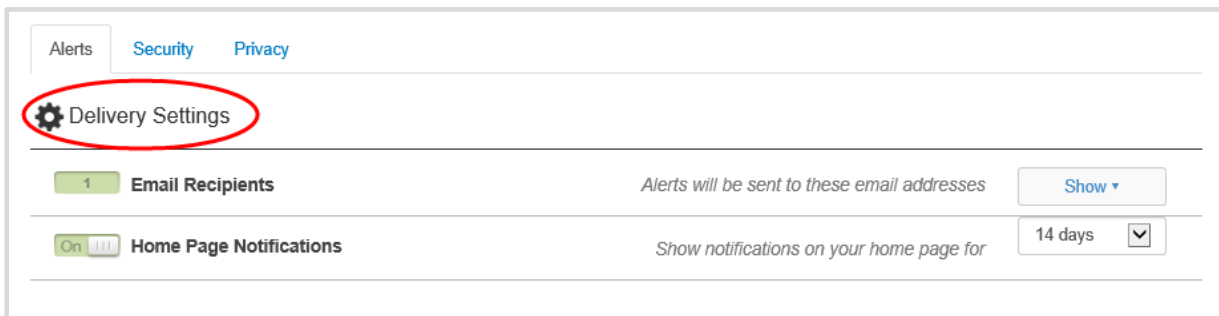 Alerts Security Privacy
Delivery Settings
1 Email Recipients Alerts will be sent to these email addresses Show
On Home Page Notifications Show notifications on your home page for 14 days